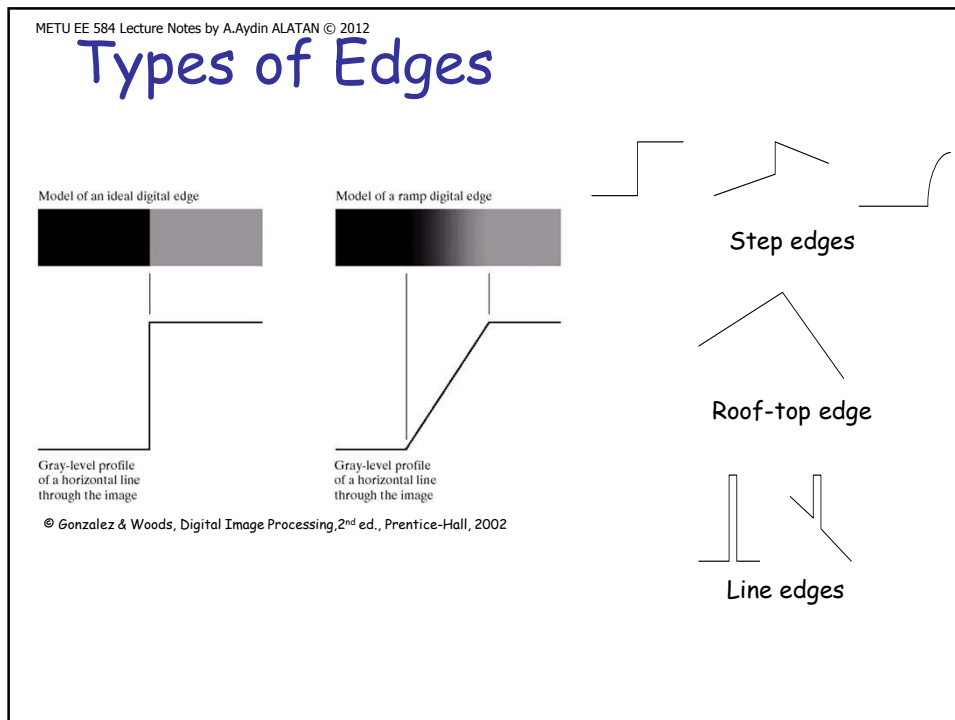 METU EE 584 Lecture Notes by A.Aydin ALATAN © 2012
Types of Edges
Model of an ideal digital edge
Model of a ramp digital edge
Gray-level profile
of a horizontal line
through the image
Gray-level profile
of a horizontal line
through the image
© Gonzalez & Woods, Digital Image Processing,2nd ed., Prentice-Hall, 2002
Step edges
Roof-top edge
Line edges